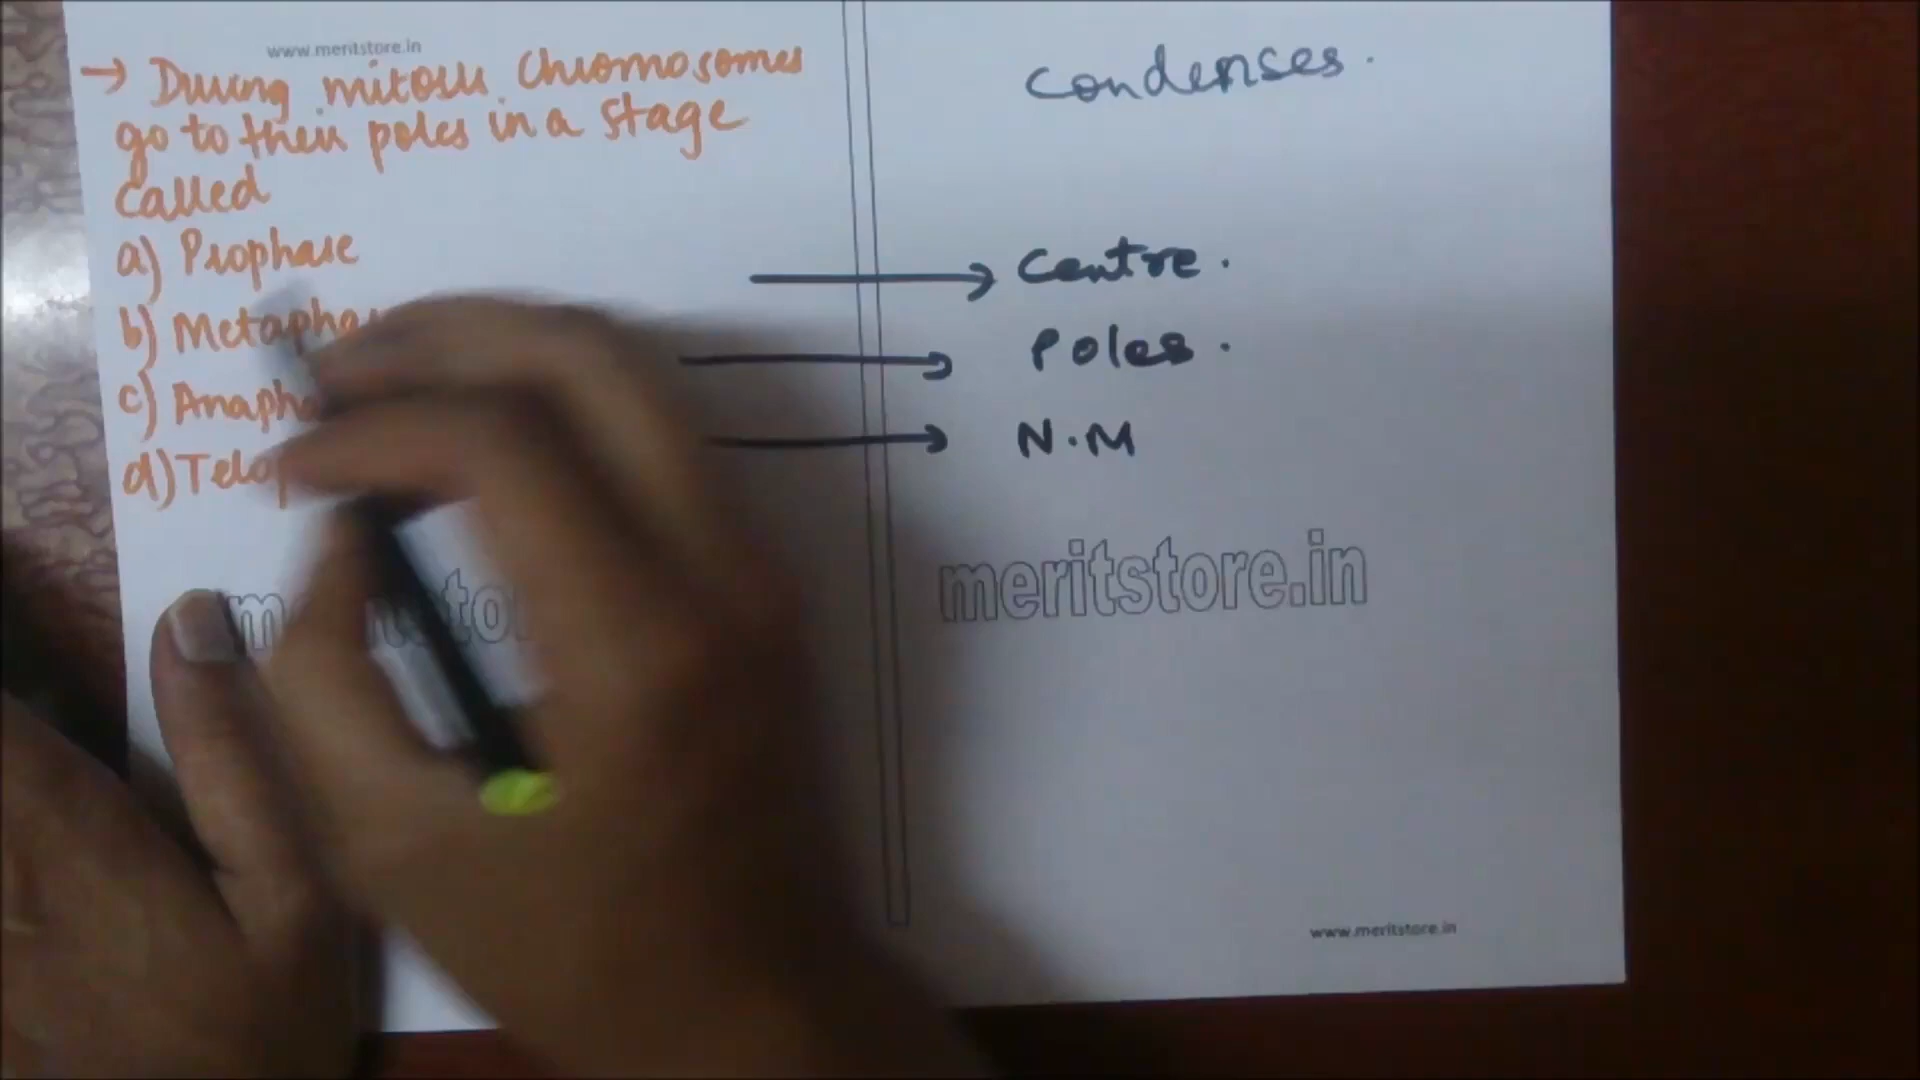 www.meritstore.in
→ During mitosis Chromosomes
go to their poles in a stage
called
a) Prophase
b) Metapha
c) Anapha
d) Telop
Condenses.
→ Centre.
→ Poles.
→ N.M
meritstore.in
www.meritstore.in